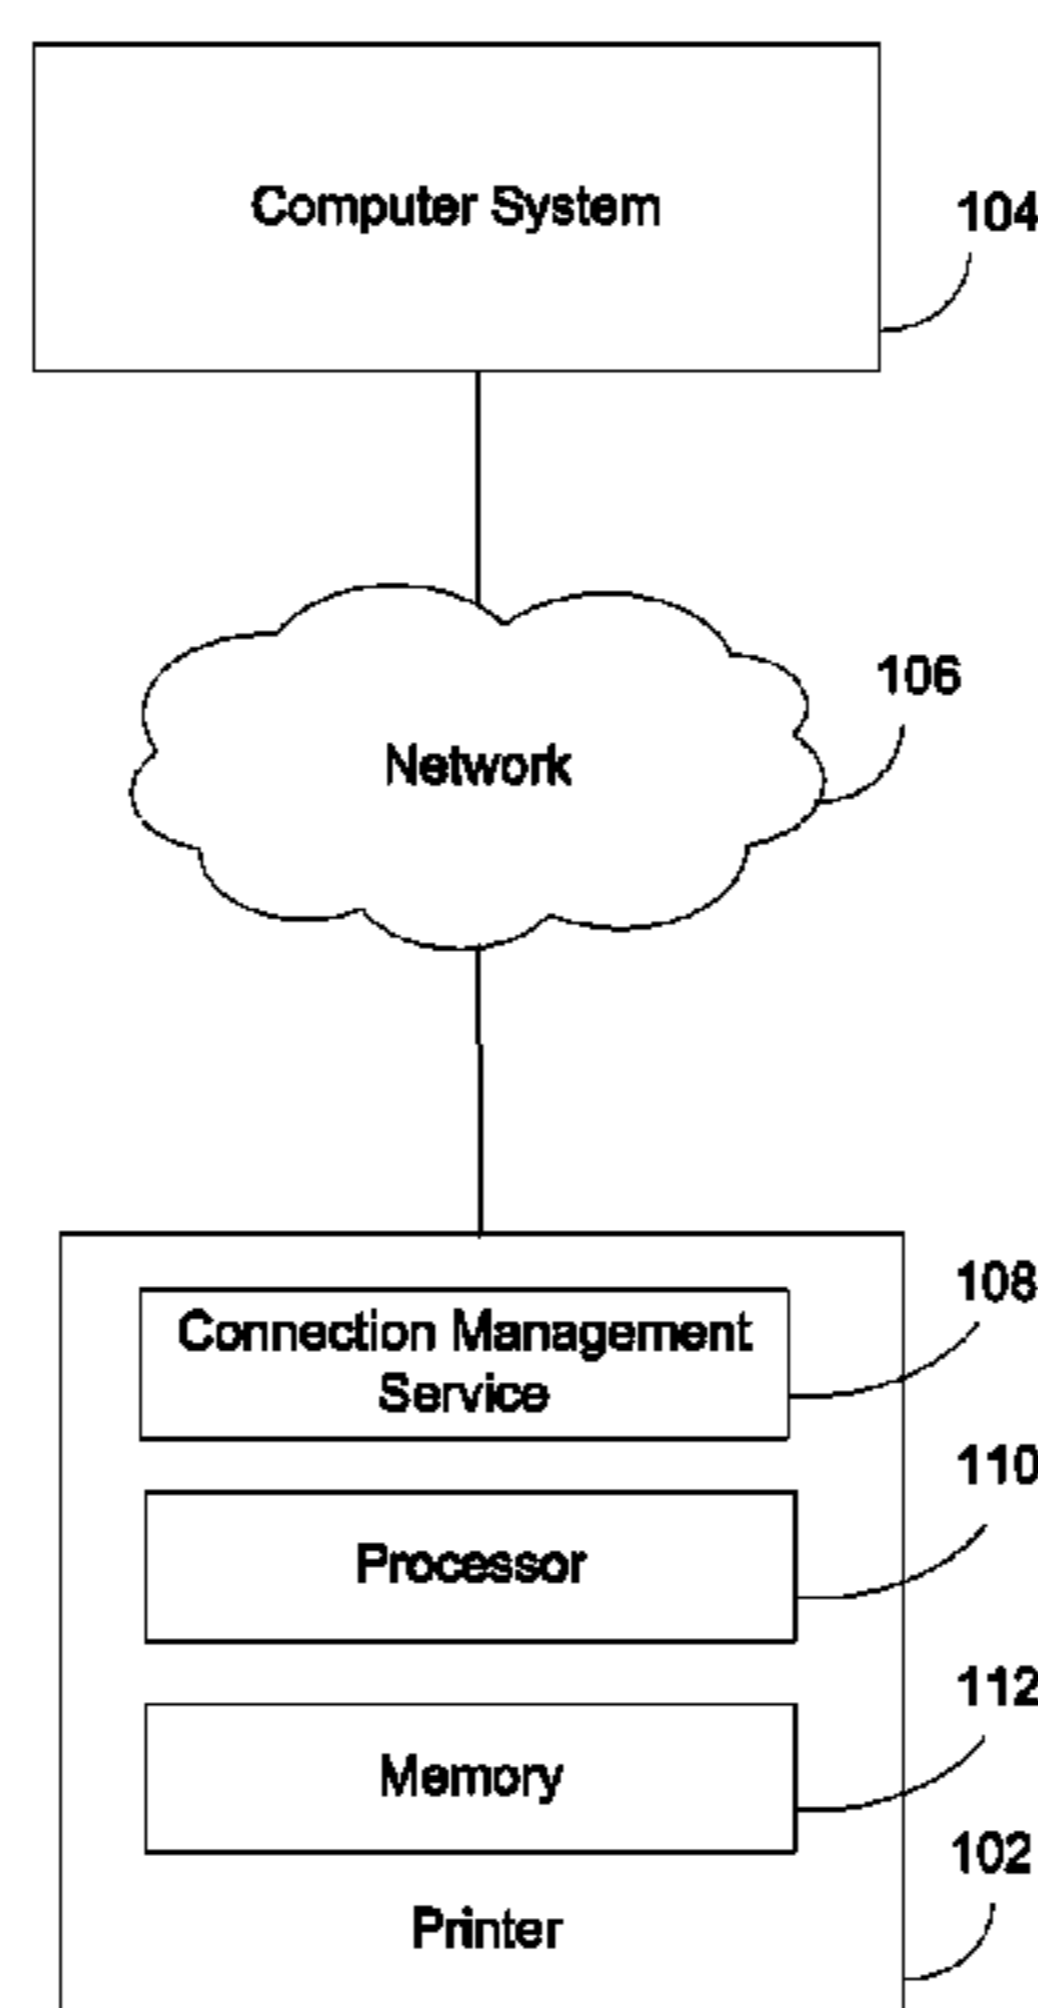 Computer System
104
106
Network
108
Connection Management
Service
110
Processor
112
Memory
102
Printer